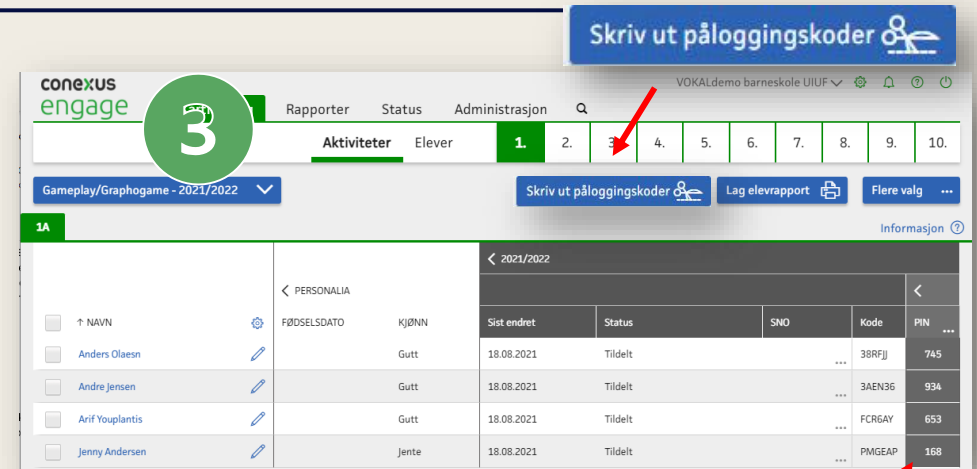 Skriv ut påloggingskoder
conexus
engage
VOKALdemo barneskole UIUF
3
Rapporter Status Administrasjon
Aktiviteter Elever 1. 2. 3. 4. 5. 6. 7. 8. 9. 10.
Gameplay/Graphogame - 2021/2022
Skriv ut påloggingskoder
Lag elevrapport
Flere valg ...
1A
Informasjon
2021/2022
PERSONALIA
NAVN FØDSELSDATO KJØNN Sist endret Status SNO Kode PIN ...
Anders Olaesn Gutt 18.08.2021 Tildelt ... 38RFJJ 745
Andre Jensen Gutt 18.08.2021 Tildelt ... 3AEN36 934
Arif Youplantis Gutt 18.08.2021 Tildelt ... FCR6AY 653
Jenny Andersen Jente 18.08.2021 Tildelt ... PMGEAP 168